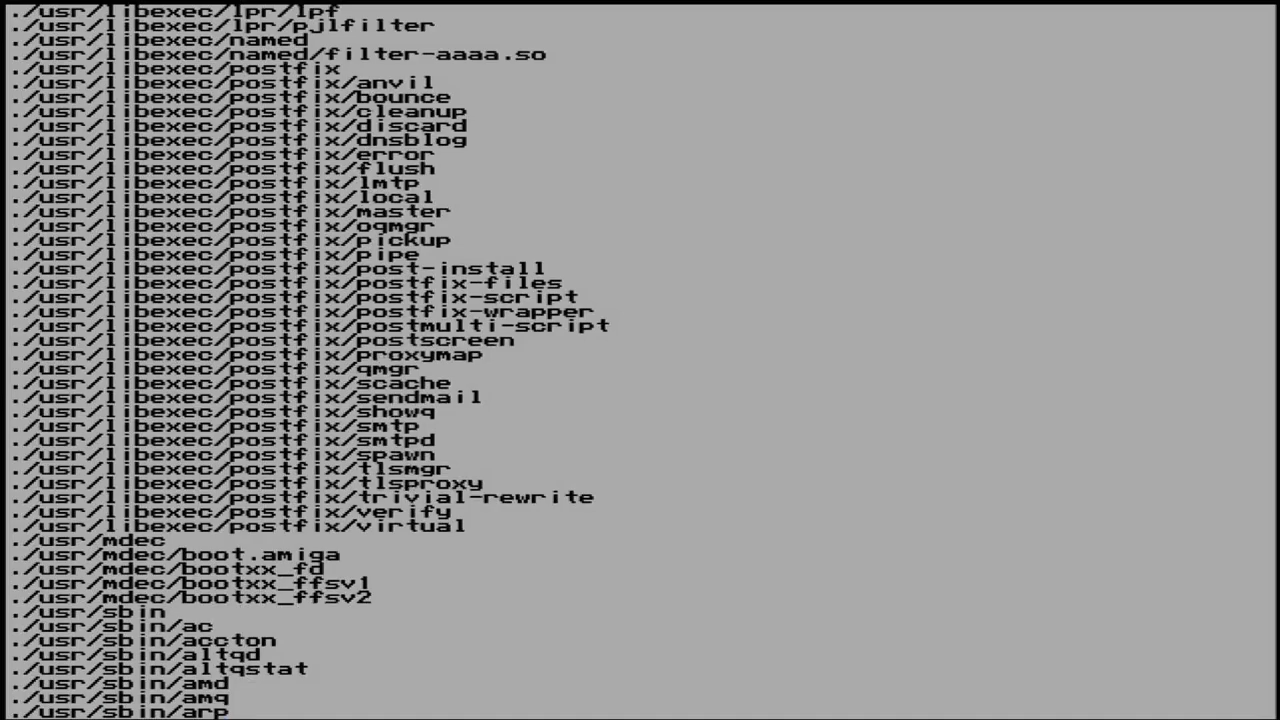 ./usr/libexec/lpr/lpf
./usr/libexec/lpr/pjlfilter
./usr/libexec/named
./usr/libexec/named/filter-aaaa.so
./usr/libexec/postfix
./usr/libexec/postfix/anvil
./usr/libexec/postfix/bounce
./usr/libexec/postfix/cleanup
./usr/libexec/postfix/discard
./usr/libexec/postfix/dnsblog
./usr/libexec/postfix/error
./usr/libexec/postfix/flush
./usr/libexec/postfix/lmtp
./usr/libexec/postfix/local
./usr/libexec/postfix/master
./usr/libexec/postfix/oqmgr
./usr/libexec/postfix/pickup
./usr/libexec/postfix/pipe
./usr/libexec/postfix/post-install
./usr/libexec/postfix/postfix-files
./usr/libexec/postfix/postfix-script
./usr/libexec/postfix/postfix-wrapper
./usr/libexec/postfix/postmulti-script
./usr/libexec/postfix/postscreen
./usr/libexec/postfix/proxymap
./usr/libexec/postfix/qmgr
./usr/libexec/postfix/scache
./usr/libexec/postfix/sendmail
./usr/libexec/postfix/showq
./usr/libexec/postfix/smtp
./usr/libexec/postfix/smtpd
./usr/libexec/postfix/spawn
./usr/libexec/postfix/tlsmgr
./usr/libexec/postfix/tlsproxy
./usr/libexec/postfix/trivial-rewrite
./usr/libexec/postfix/verify
./usr/libexec/postfix/virtual
./usr/mdec
./usr/mdec/boot.amiga
./usr/mdec/bootxx_fd
./usr/mdec/bootxx_ffsv1
./usr/mdec/bootxx_ffsv2
./usr/sbin
./usr/sbin/ac
./usr/sbin/accton
./usr/sbin/altqd
./usr/sbin/altqstat
./usr/sbin/amd
./usr/sbin/amq
./usr/sbin/arp